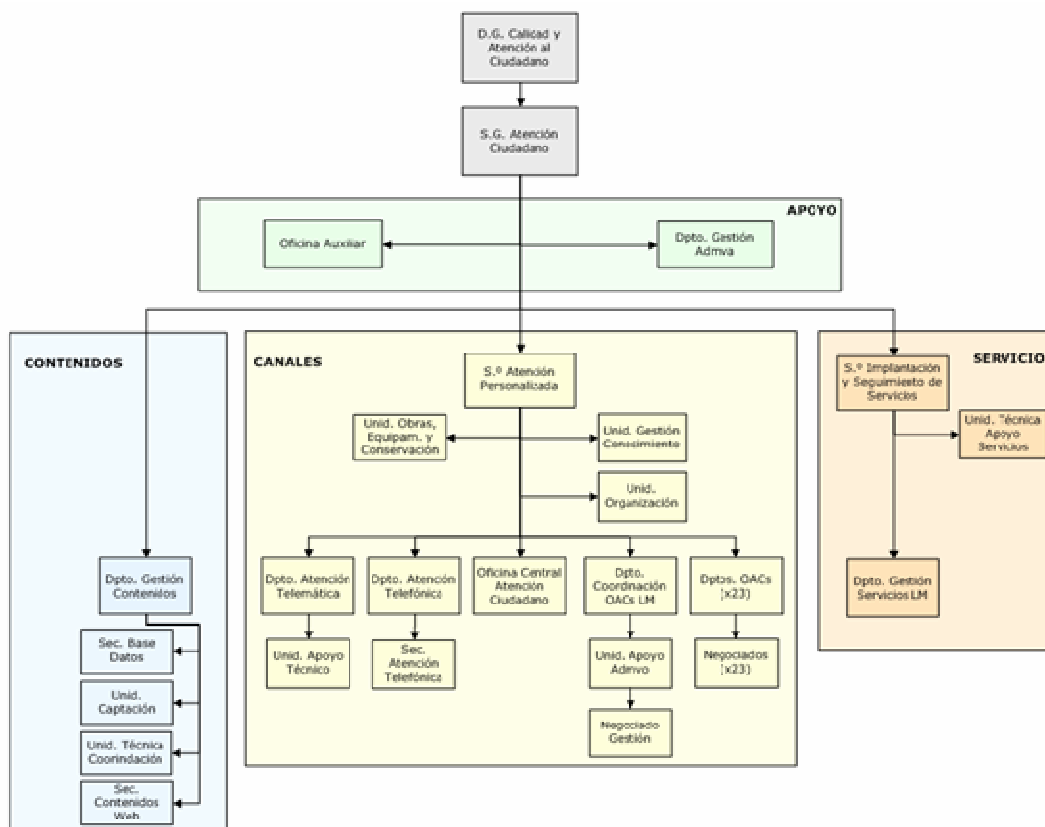 D.G. Calicad y
Atención al
Ciudadano
S.G. Atención
Ciudadano
APOYO
Oficina Auxiliar
Dpto. Gestión
Admva
CONTENIDOS
CANALES
SERVICIO
S.º Atención
Personalizada
S.º Implantación
y Seguimiento de
Servicios
Unid. Obras,
Equipam. y
Conservación
Unid. Gestión
Conocimiento
Unid. Técnica
Apoyo
Servicios
Unid.
Organización
Dpto. Gestión
Contenidos
Dpto. Atención
Telemática
Dpto. Atención
Telefónica
Oficina Central
Atención
Ciudadano
Dpto.
Coordinación
OACs LM
Dptos. OACs
(x23)
Dpto. Gestión
Servicios LM
Sec. Base
Datos
Unid. Apoyo
Técnico
Sec.
Atención
Telefónica
Unid. Apoyo
Admvo
Negociados
(x23)
Unid.
Captación
Negociado
Gestión
Unid. Técnica
Coorindación
Sec.
Contenidos
Web